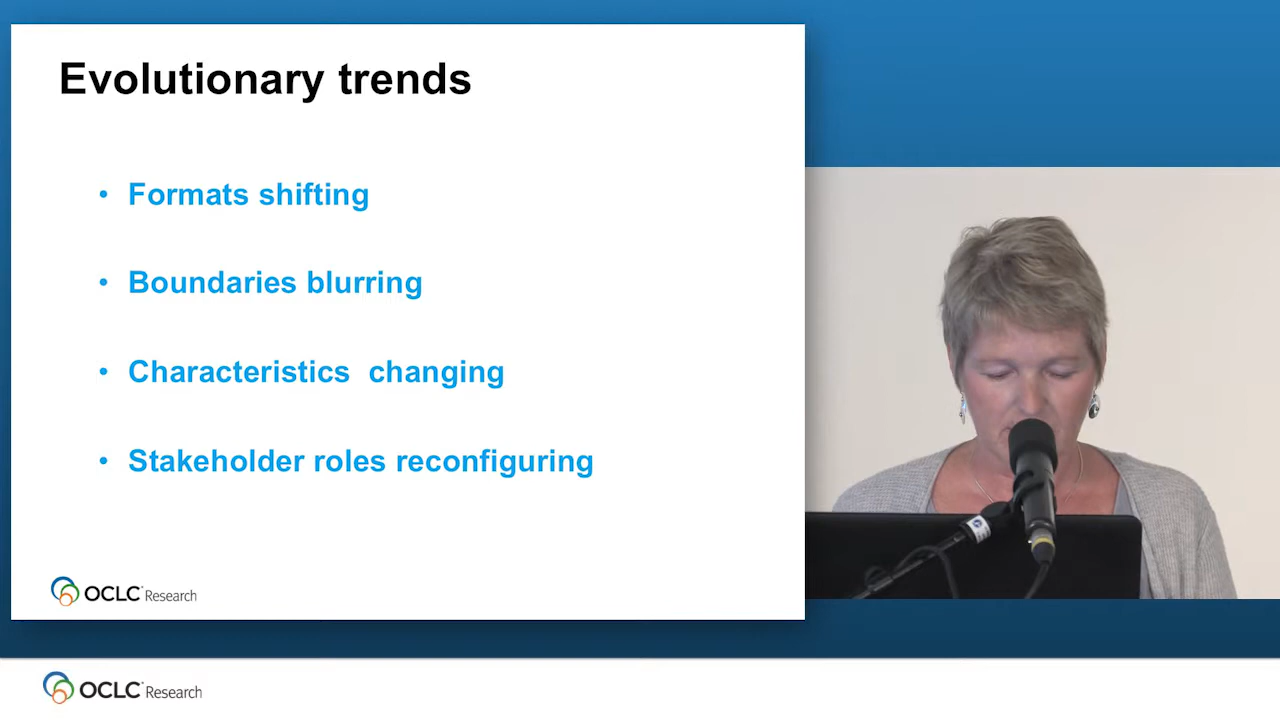 Evolutionary trends
• Formats shifting
• Boundaries blurring
• Characteristics  changing
• Stakeholder roles reconfiguring
OCLC Research
OCLC Research